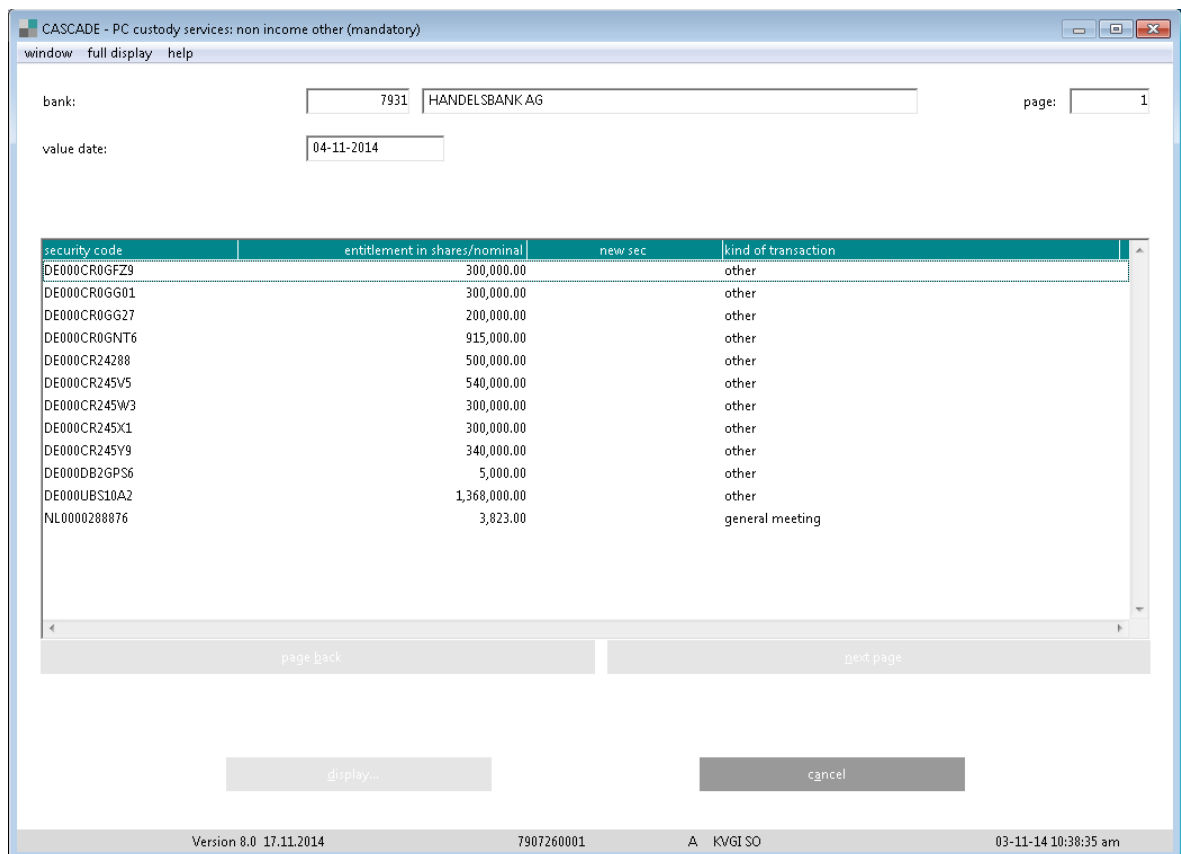 CASCADE - PC custody services: non income other (mandatory)
window full display help
bank: 7931 HANDELSBANK AG page: 1
value date: 04-11-2014
security code entitlement in shares/nominal new sec kind of transaction
DE000CR0GFZ9 300,000.00 other
DE000CR0GG01 300,000.00 other
DE000CR0GG27 200,000.00 other
DE000CR0GNT6 915,000.00 other
DE000CR24288 500,000.00 other
DE000CR245V5 540,000.00 other
DE000CR245W3 300,000.00 other
DE000CR245X1 300,000.00 other
DE000CR245Y9 340,000.00 other
DE000DB2GPS6 5,000.00 other
DE000UBS10A2 1,368,000.00 other
NL0000288876 3,823.00 general meeting
page back next page
display... cancel
Version 8.0 17.11.2014 7907260001 A KVGI SO 03-11-14 10:38:35 am